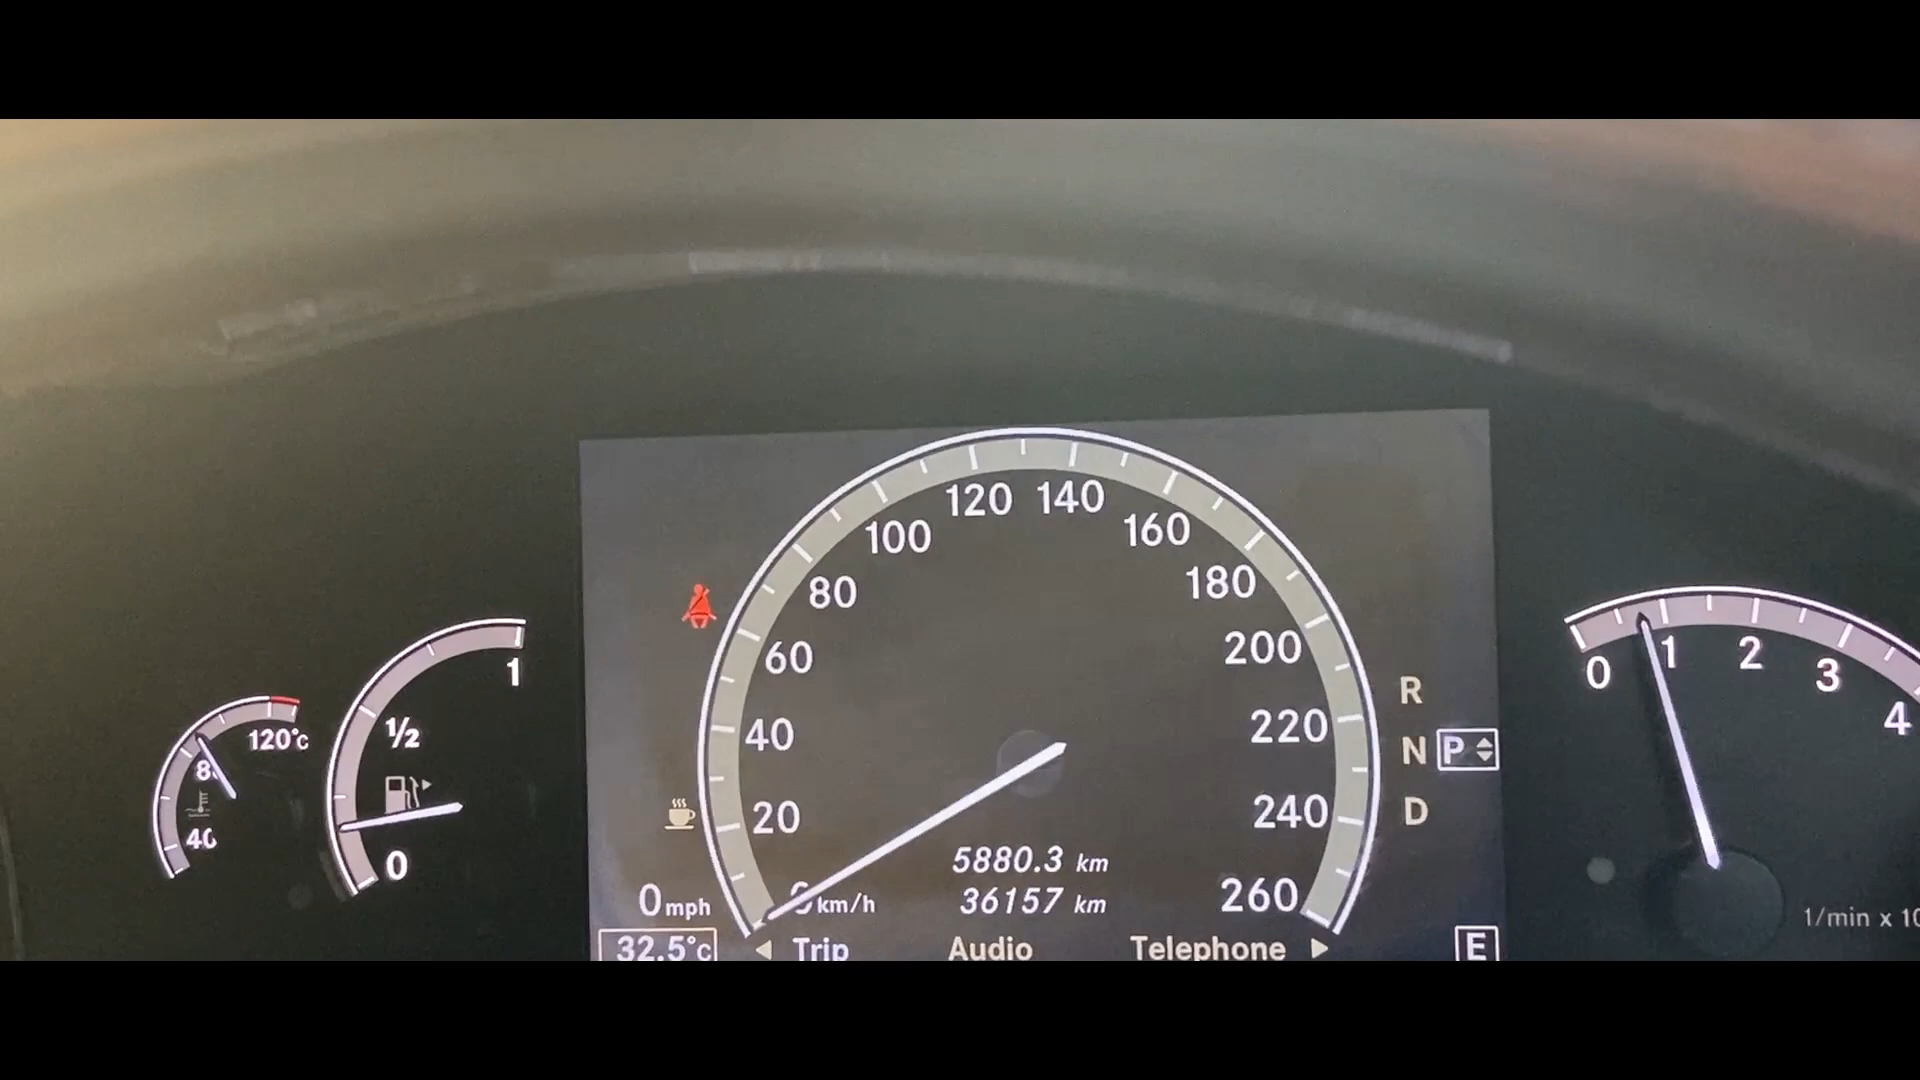 120 140
100 160
80 180
60 200
40 220
20 240
260
5880.3 km
36157 km
0 mph
km/h
32.5°C
Trip Audio Telephone
E
R
N P
D
120°C
40
1
½
0
0 1 2 3 4
1/min x